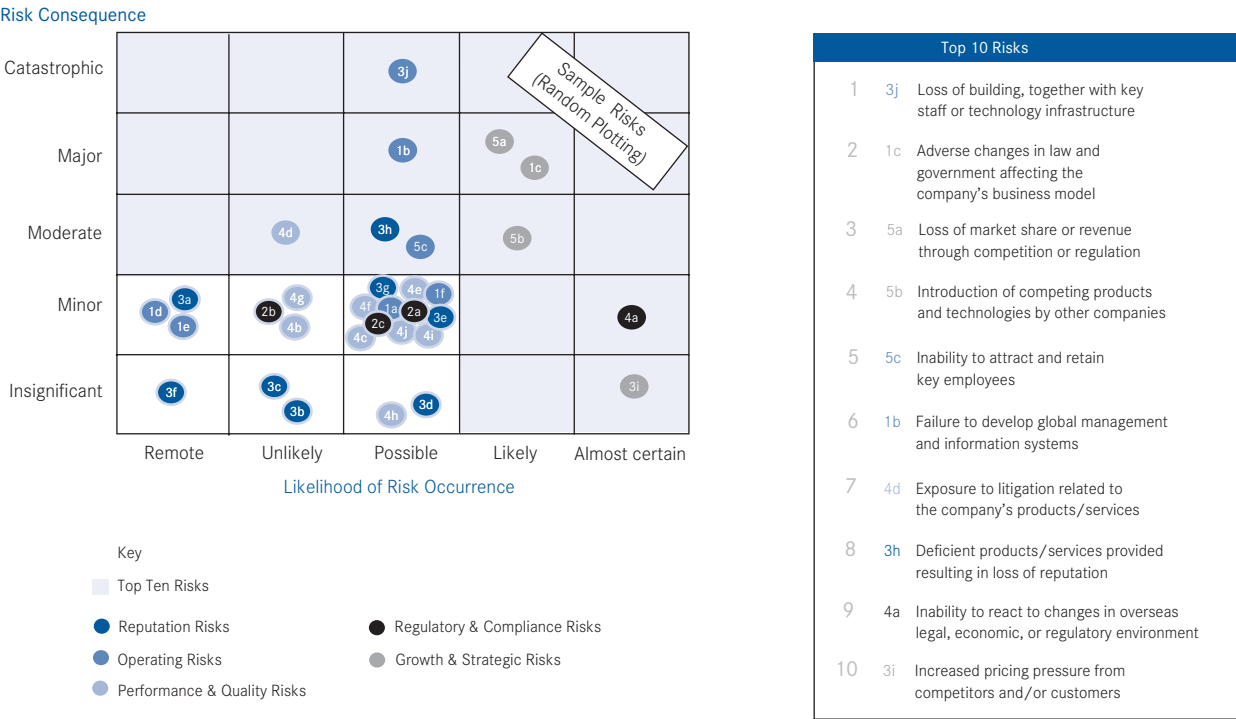 Risk Consequence
Catastrophic
Major
Moderate
Minor
Insignificant
3j
Sample Risks
(Random Plotting)
1b
5a
1c
4d
3h
5c
5b
1d
3a
1e
2b
4g
4b
3g
4e
1f
4f
1a
2a
3e
2c
4c
4j
4i
4a
3f
3c
3b
4h
3d
3i
Remote
Unlikely
Possible
Likely
Almost certain
Likelihood of Risk Occurrence
Key
Top Ten Risks
Reputation Risks
Operating Risks
Performance & Quality Risks
Regulatory & Compliance Risks
Growth & Strategic Risks
Top 10 Risks
1 3j Loss of building, together with key
staff or technology infrastructure
2 1c Adverse changes in law and
government affecting the
company's business model
3 5a Loss of market share or revenue
through competition or regulation
4 5b Introduction of competing products
and technologies by other companies
5 5c Inability to attract and retain
key employees
6 1b Failure to develop global management
and information systems
7 4d Exposure to litigation related to
the company's products/services
8 3h Deficient products/services provided
resulting in loss of reputation
9 4a Inability to react to changes in overseas
legal, economic, or regulatory environment
10 3i Increased pricing pressure from
competitors and/or customers